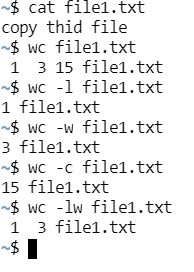 ~$ cat file1.txt
copy thid file
~$ wc file1.txt
 1  3 15 file1.txt
~$ wc -l file1.txt
1 file1.txt
~$ wc -w file1.txt
3 file1.txt
~$ wc -c file1.txt
15 file1.txt
~$ wc -lw file1.txt
 1  3 file1.txt
~$